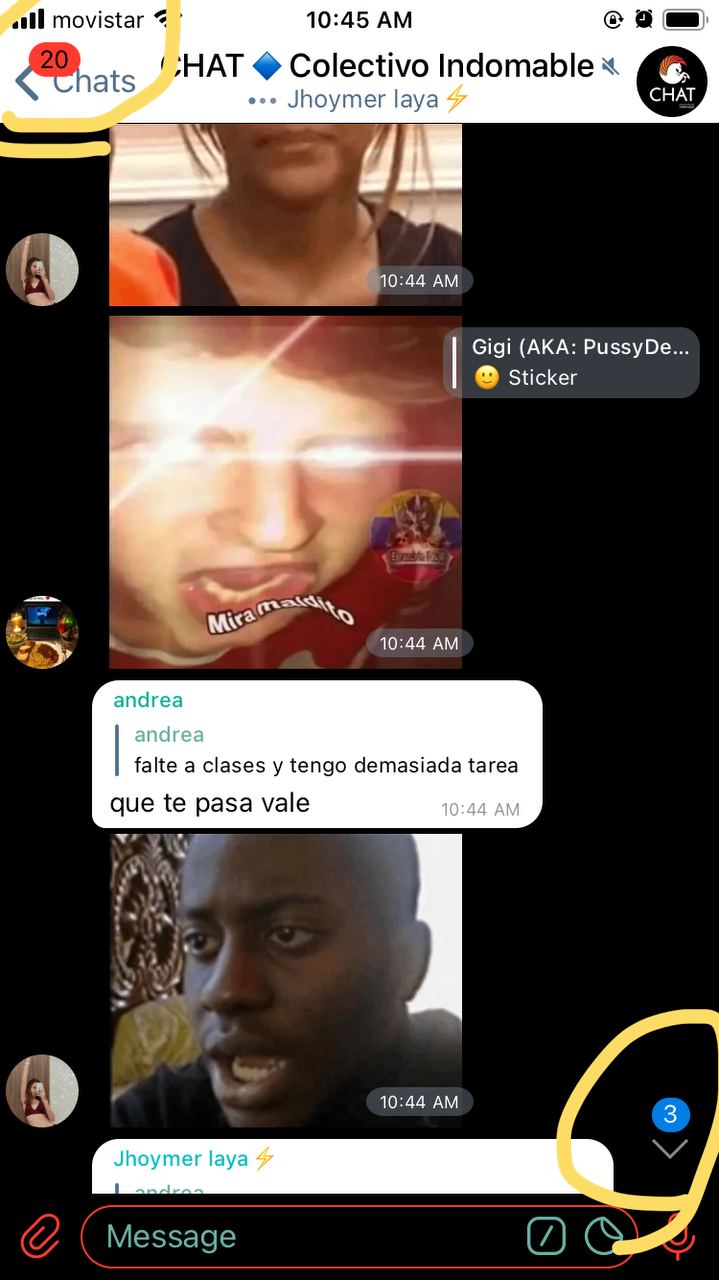 movistar
10:45 AM
20
Chats
CHAT 🔷 Colectivo Indomable
••• Jhoymer laya ⚡
CHAT
10:44 AM
Gigi (AKA: PussyDe...
🙂 Sticker
Mira maldito
10:44 AM
andrea
andrea
falte a clases y tengo demasiada tarea
que te pasa vale
10:44 AM
10:44 AM
3
Jhoymer laya ⚡
andrea
Message